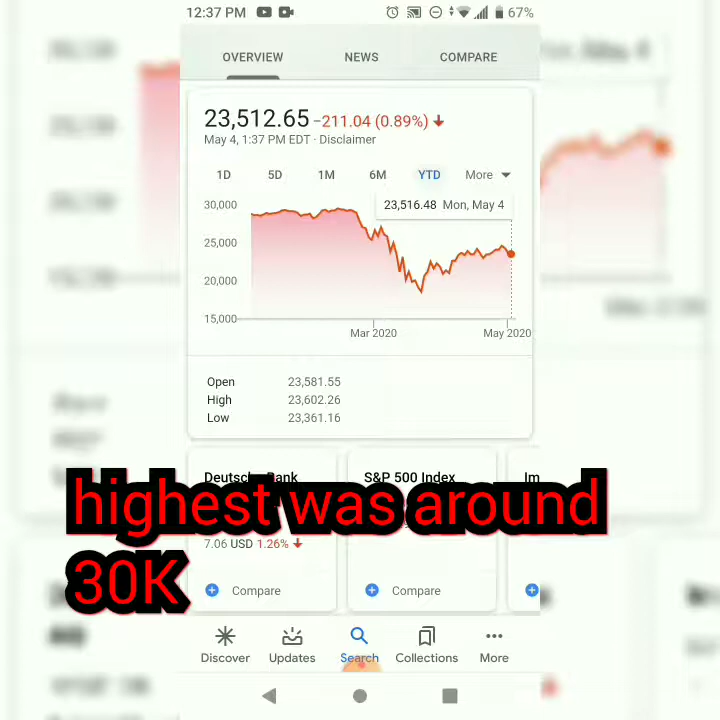 12:37 PM 67%
OVERVIEW NEWS COMPARE
23,512.65 −211.04 (0.89%)
May 4, 1:37 PM EDT · Disclaimer
1D 5D 1M 6M YTD More
23,516.48 Mon, May 4
30,000
25,000
20,000
15,000
Mar 2020 May 2020
Open 23,581.55
High 23,602.26
Low 23,361.16
Deutsche Bank S&P 500 Index Im
highest was around
30K
7.06 USD 1.26%
Compare Compare
Discover Updates Search Collections More